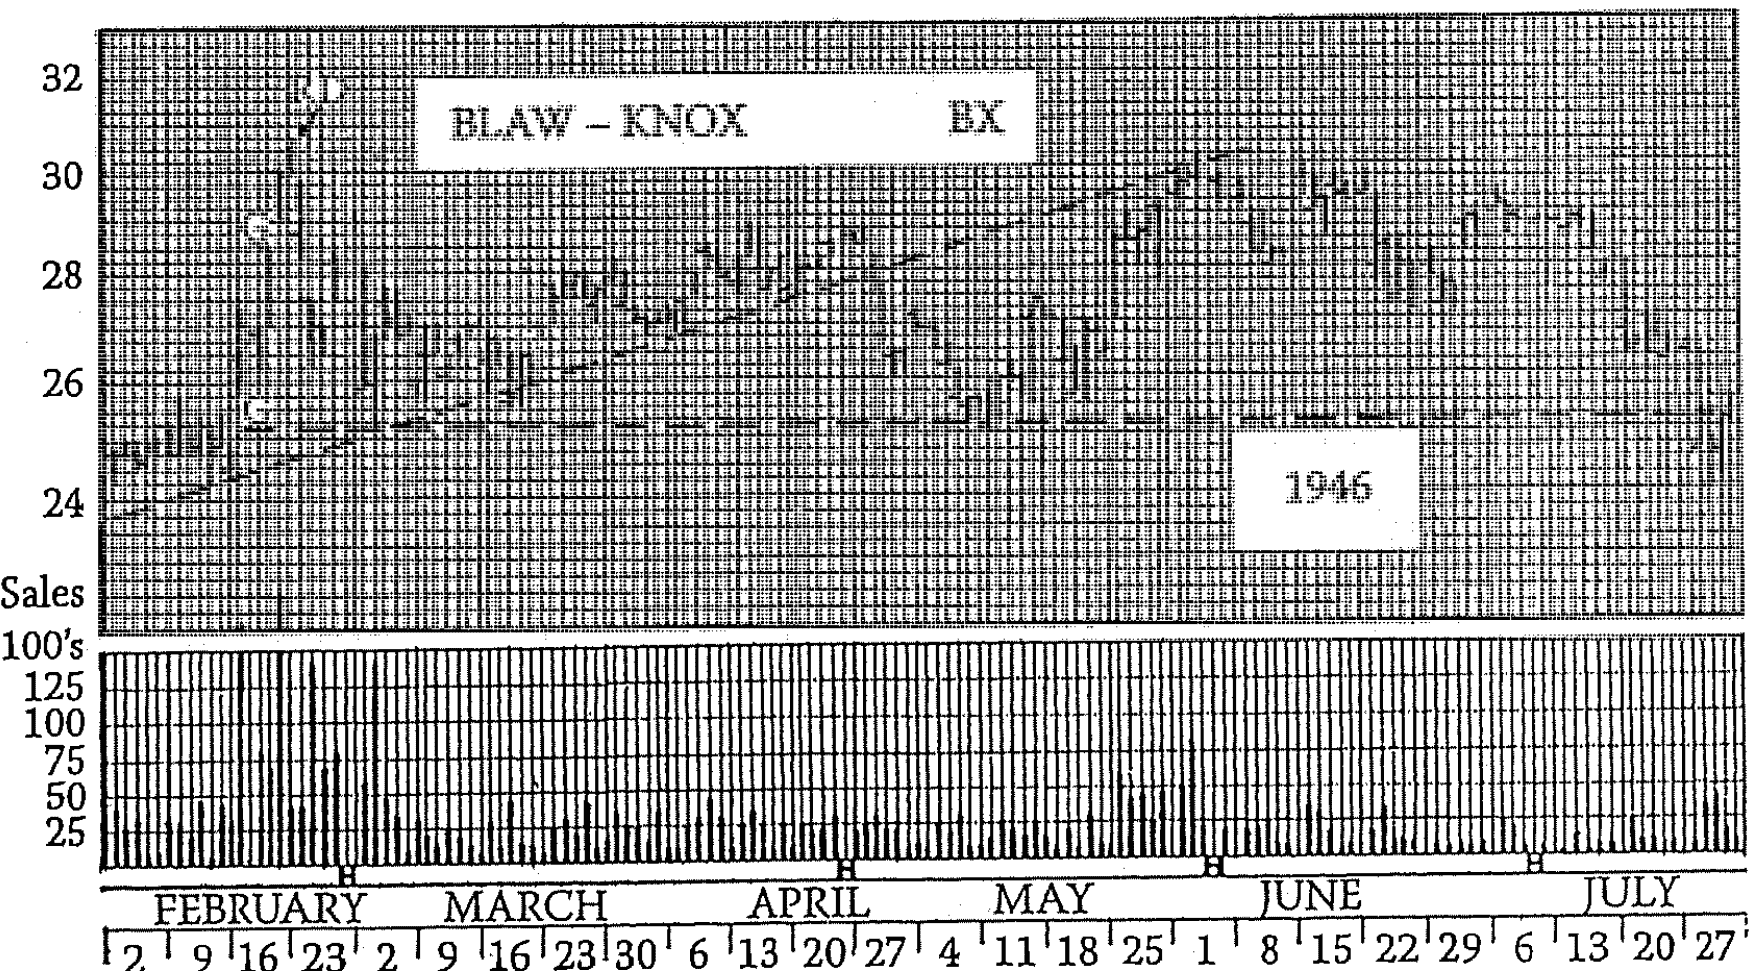 32
BLAW – KNOX BX
30
28
26
G
1946
24
Sales
100's
125
100
75
50
25
H H H H
FEBRUARY MARCH APRIL MAY JUNE JULY
2 9 16 23 2 9 16 23 30 6 13 20 27 4 11 18 25 1 8 15 22 29 6 13 20 27